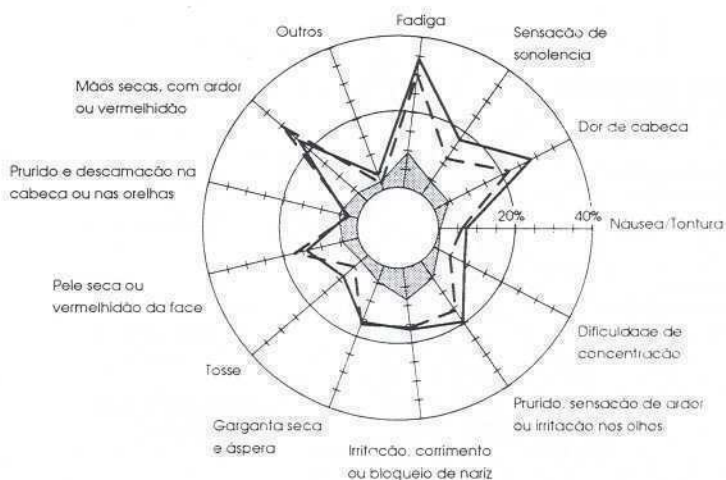 Fadiga
Sensacão de
sonolencia
Outros
Mãos secas, com ardor
ou vermelhidão
Dor de cabeca
Prurido e descamacão na
cabeca ou nas orelhas
20%
40%
Nausea/Tontura
Pele seca ou
vermelhidão da face
Dificuldade de
concentracão
Tosse
Prurido, sensacão de ardor
ou irritacão nos olhos
Garganta seca
e áspera
Irritacão, corrimento
ou bloqueio de nariz